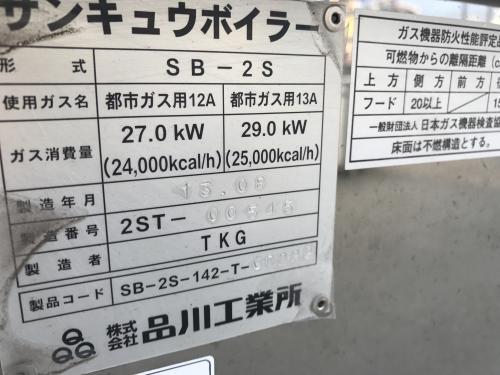 サンキュウボイラー
形式 SB-2S
使用ガス名 都市ガス用12A 都市ガス用13A
ガス消費量 27.0 kW (24,000kcal/h) 29.0 kW (25,000kcal/h)
製造年月
製造番号 2ST-
製造者 TKG
製品コード SB-2S-142-T-
株式会社 品川工業所
ガス機器防火性能評定
可燃物からの離隔距離
上方 側方 前方
フード 20以上 15
一般財団法人 日本ガス機器検査協
床面は不燃構造とする。